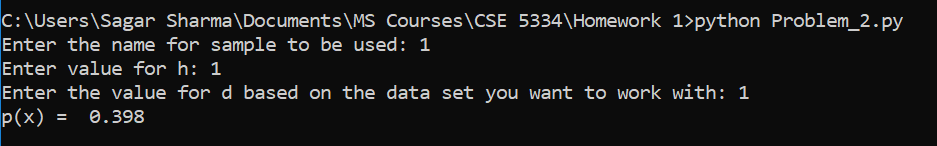 C:\Users\Sagar Sharma\Documents\MS Courses\CSE 5334\Homework 1>python Problem_2.py
Enter the name for sample to be used: 1
Enter value for h: 1
Enter the value for d based on the data set you want to work with: 1
p(x) =  0.398